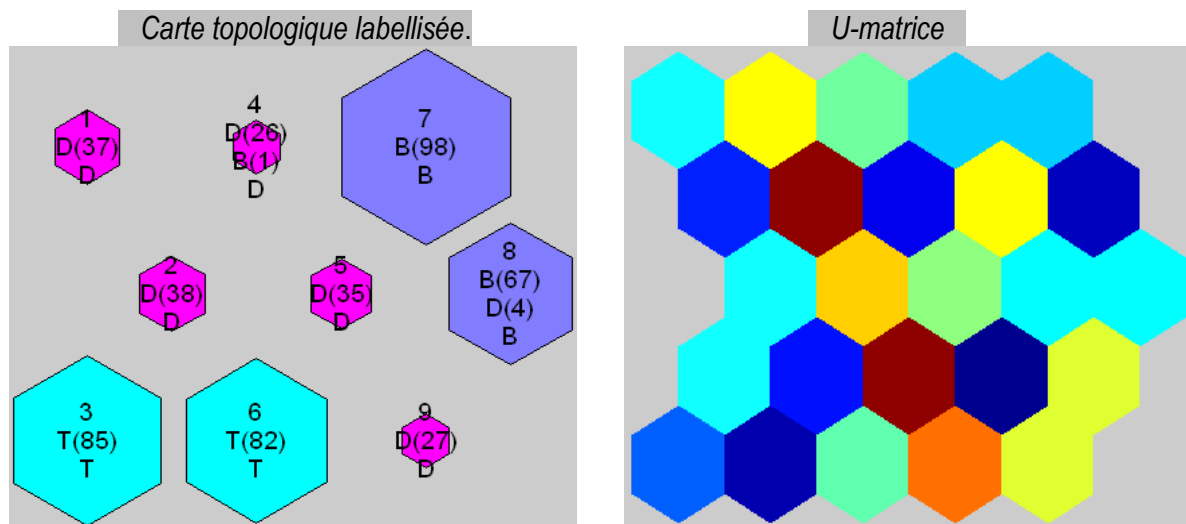 Carte topologique labellisée.
U-matrice
1
D(37)
D
4
D(26)
B(1)
D
7
B(98)
B
2
D(38)
D
5
D(35)
D
8
B(67)
D(4)
B
3
T(85)
T
6
T(82)
T
9
D(27)
D